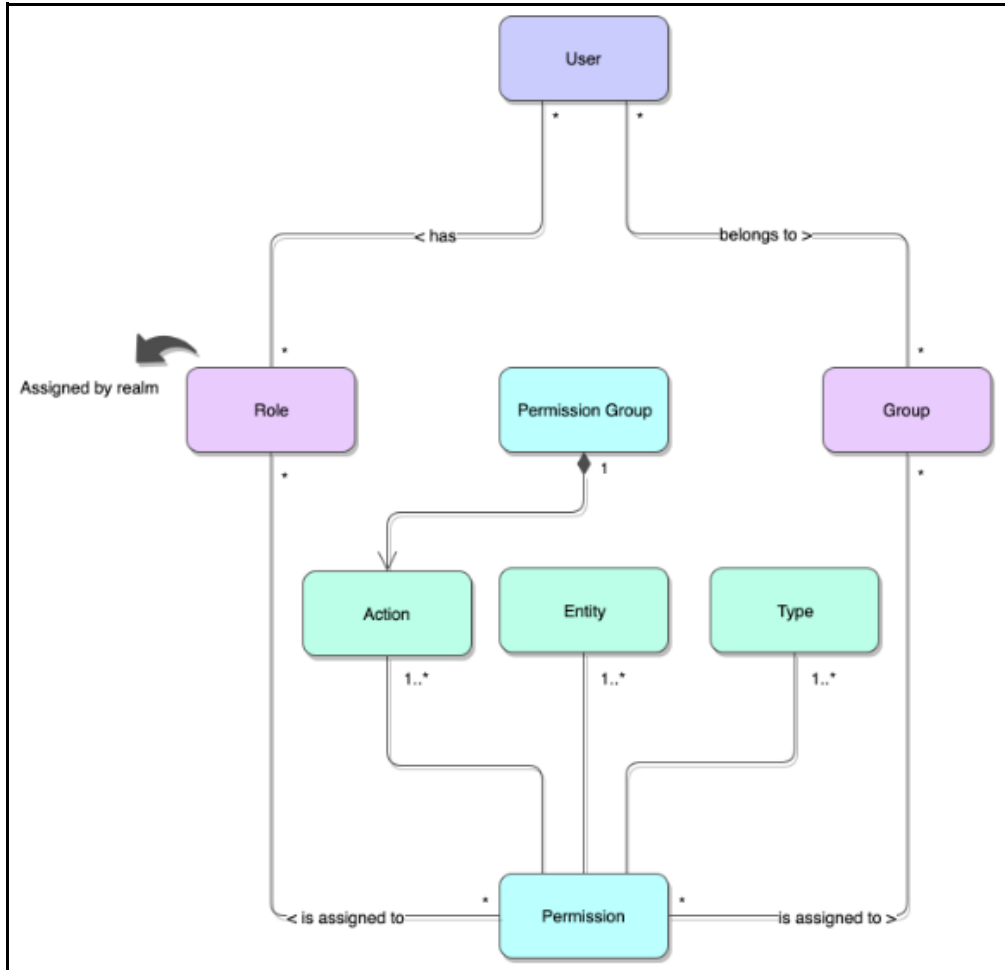 User
*
*
< has
belongs to >
*
*
Assigned by realm
Role
Permission Group
Group
*
1
*
Action
Entity
Type
1..*
1..*
1..*
*
*
< is assigned to
Permission
is assigned to >